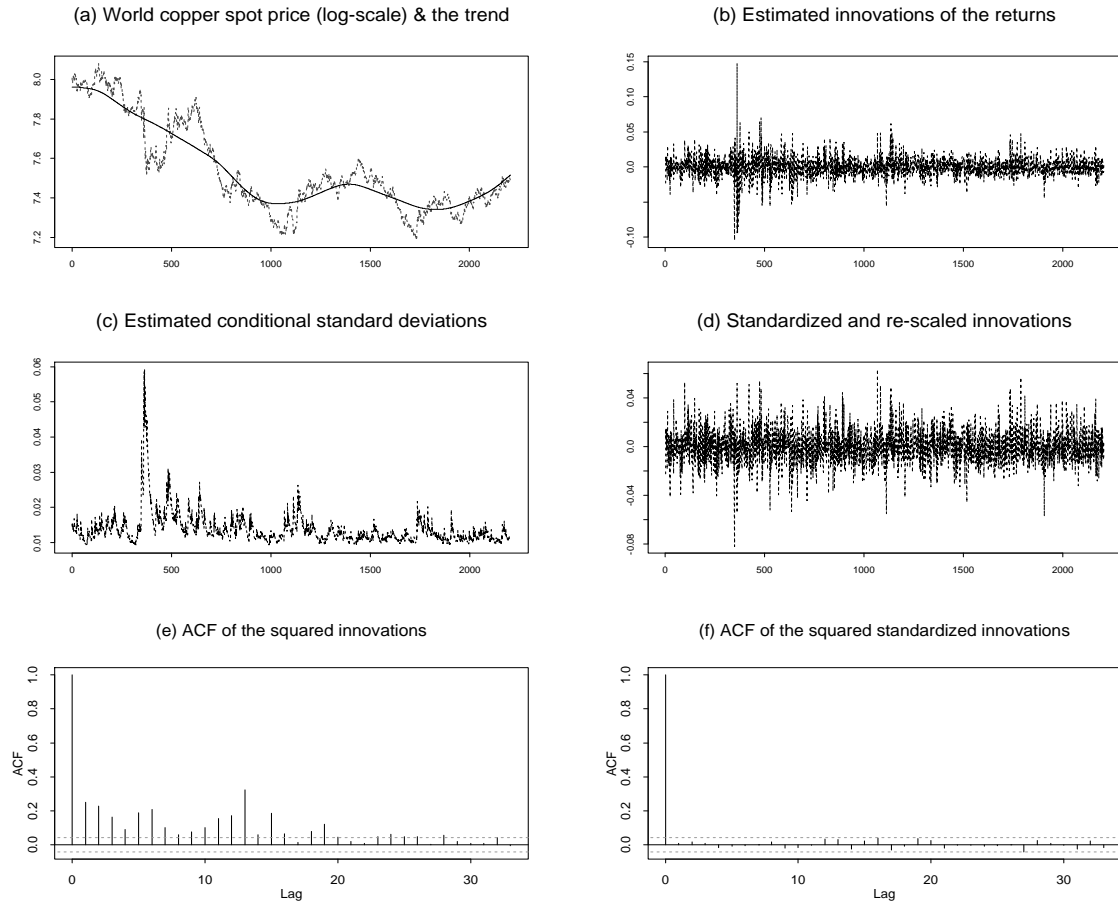 (a) World copper spot price (log-scale) & the trend
8.0
7.8
7.6
7.4
7.2
0 500 1000 1500 2000
(b) Estimated innovations of the returns
0.15
0.10
0.05
0.0
-0.10
0 500 1000 1500 2000
(c) Estimated conditional standard deviations
0.06
0.05
0.04
0.03
0.02
0.01
0 500 1000 1500 2000
(d) Standardized and re-scaled innovations
0.04
0.0
-0.04
-0.08
0 500 1000 1500 2000
(e) ACF of the squared innovations
1.0
0.8
0.6
0.4
0.2
0.0
ACF
0 10 20 30
Lag
(f) ACF of the squared standardized innovations
1.0
0.8
0.6
0.4
0.2
0.0
ACF
0 10 20 30
Lag